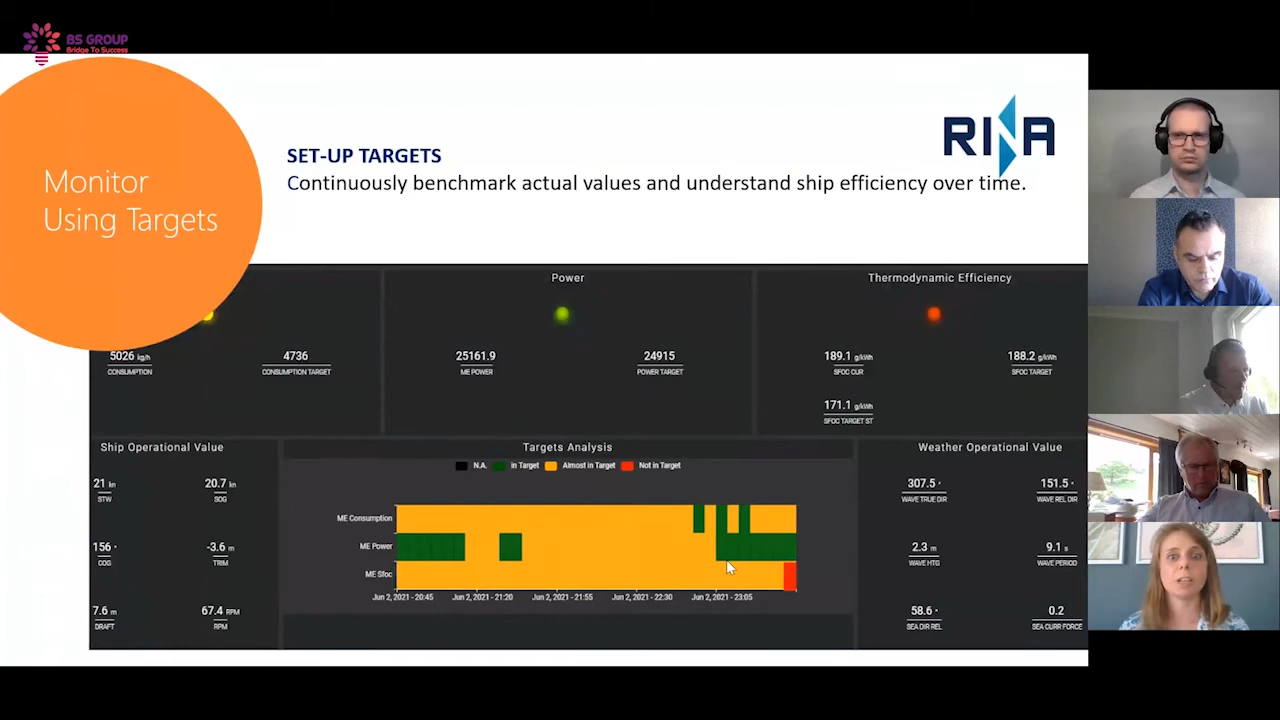 BS GROUP
Bridge To Success
RINA
Monitor
Using Targets
SET-UP TARGETS
Continuously benchmark actual values and understand ship efficiency over time.
Power
Thermodynamic Efficiency
5026 kg/h
CONSUMPTION
4736
CONSUMPTION TARGET
25161.9
ME POWER
24915
POWER TARGET
189.1 g/kWh
SFOC CUR
188.2 g/kWh
SFOC TARGET
171.1 g/kWh
SFOC TARGET ST
Ship Operational Value
21 kn
STW
20.7 kn
SOG
156 °
COG
-3.6 m
TRIM
7.6 m
DRAFT
67.4 RPM
RPM
Targets Analysis
N.A.
in Target
Almost in Target
Not in Target
ME Consumption
ME Power
ME Sfoc
Jun 2, 2021 - 20:45
Jun 2, 2021 - 21:20
Jun 2, 2021 - 21:55
Jun 2, 2021 - 22:30
Jun 2, 2021 - 23:05
Weather Operational Value
307.5 °
WAVE TRUE DIR
151.5 °
WAVE REL DIR
2.3 m
WAVE HTG
9.1 s
WAVE PERIOD
58.6 °
SEA DIR REL
0.2
SEA CURR FORCE